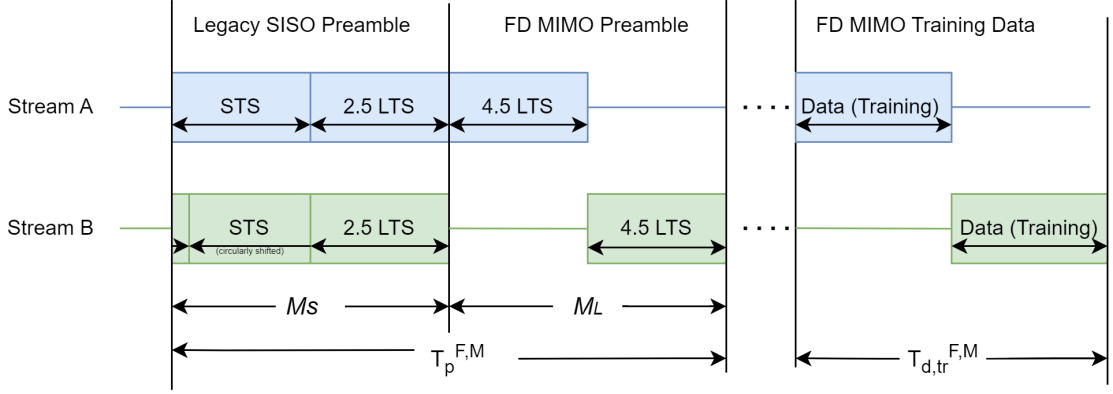 Legacy SISO Preamble FD MIMO Preamble FD MIMO Training Data
Stream A STS 2.5 LTS 4.5 LTS Data (Training)
Stream B STS 2.5 LTS 4.5 LTS Data (Training)
(circularly shifted)
Ms ML
Tp^F,M Td,tr^F,M